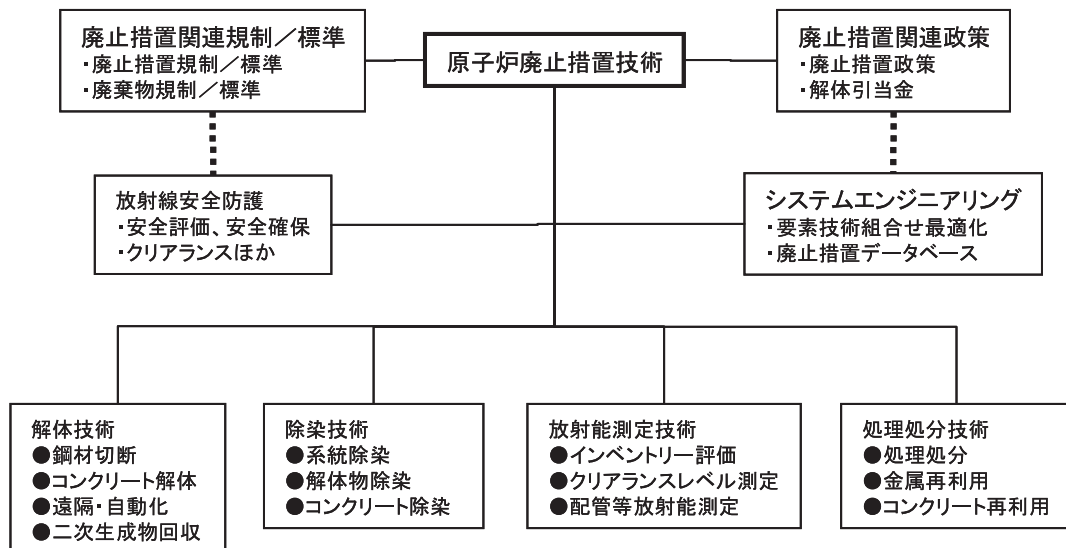 廃止措置関連規制／標準
・廃止措置規制／標準
・廃棄物規制／標準
原子炉廃止措置技術
廃止措置関連政策
・廃止措置政策
・解体引当金
放射線安全防護
・安全評価、安全確保
・クリアランスほか
システムエンジニアリング
・要素技術組合せ最適化
・廃止措置データベース
解体技術
●鋼材切断
●コンクリート解体
●遠隔・自動化
●二次生成物回収
除染技術
●系統除染
●解体物除染
●コンクリート除染
放射能測定技術
●インベントリー評価
●クリアランスレベル測定
●配管等放射能測定
処理処分技術
●処理処分
●金属再利用
●コンクリート再利用